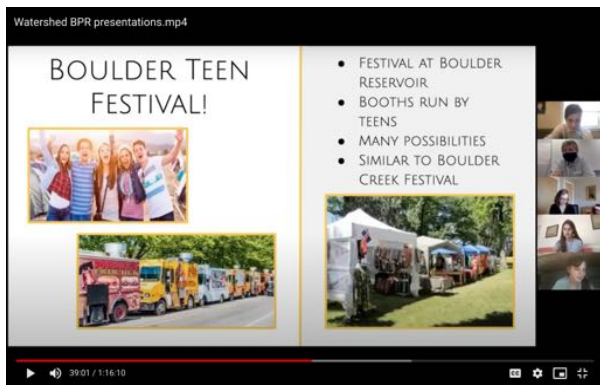 Watershed BPR presentations.mp4
BOULDER TEEN
FESTIVAL!
• FESTIVAL AT BOULDER
RESERVOIR
• BOOTHS RUN BY
TEENS
• MANY POSSIBILITIES
• SIMILAR TO BOULDER
CREEK FESTIVAL
39:01 / 1:16:10
CC